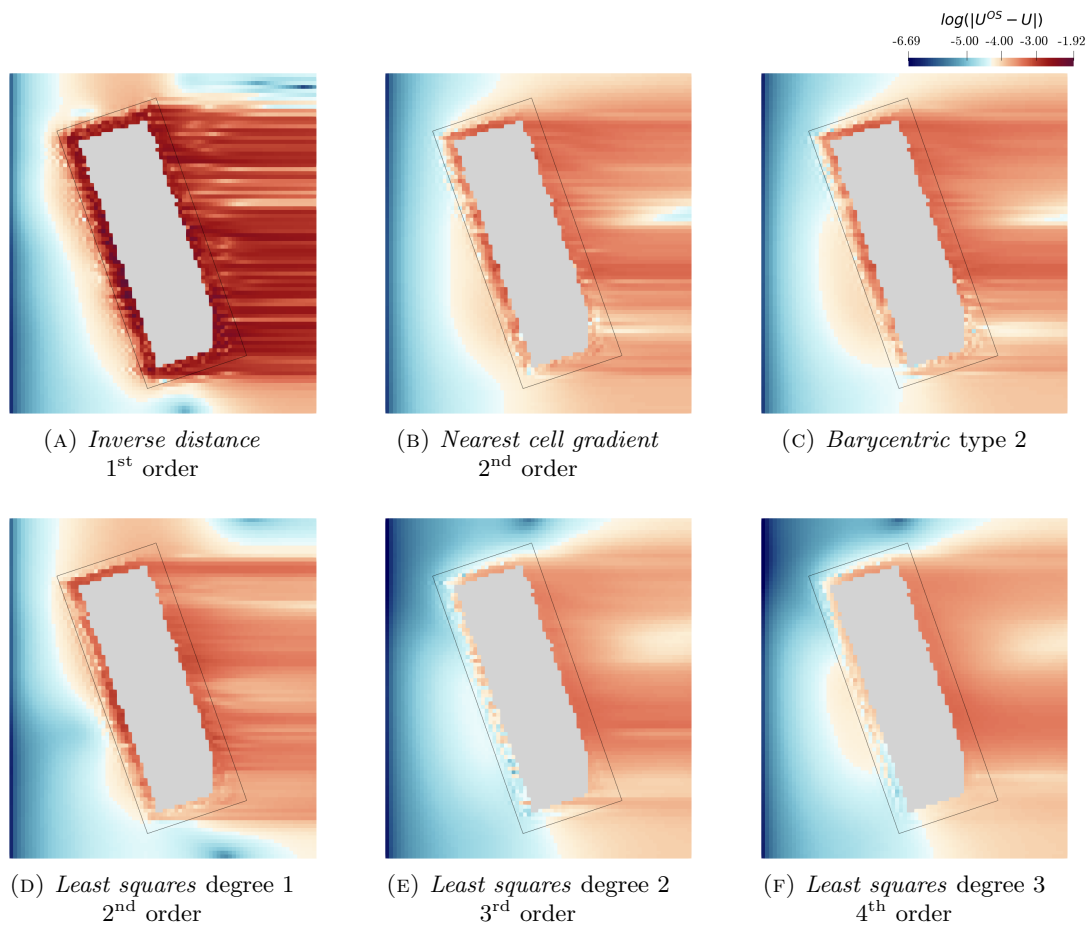 log(|U^OS − U|)
-6.69 -5.00 -4.00 -3.00 -1.92
(A) Inverse distance
1st order
(B) Nearest cell gradient
2nd order
(C) Barycentric type 2
(D) Least squares degree 1
2nd order
(E) Least squares degree 2
3rd order
(F) Least squares degree 3
4th order